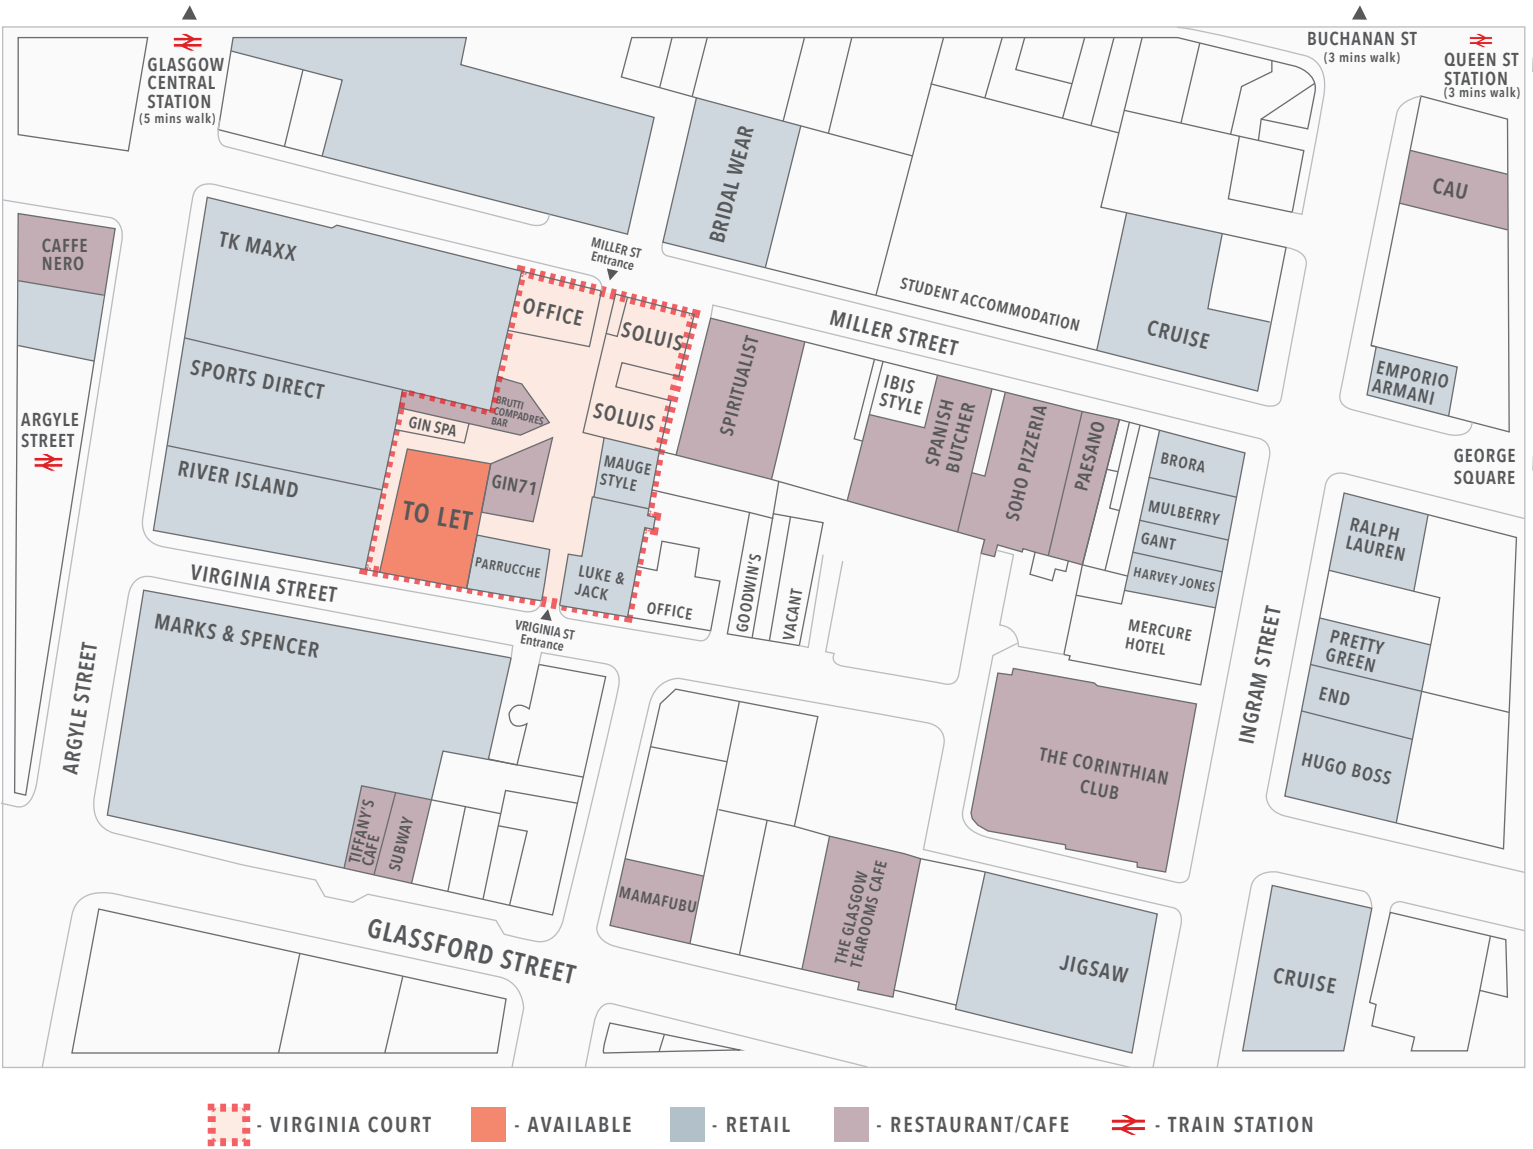 GLASGOW
CENTRAL
STATION
(5 mins walk)
BUCHANAN ST
(3 mins walk)
QUEEN ST
STATION
(3 mins walk)
BRIDAL WEAR
CAU
CAFFE
NERO
TK MAXX
MILLER ST
Entrance
OFFICE
SOLUIS
STUDENT ACCOMMODATION
MILLER STREET
CRUISE
SPORTS DIRECT
BRUTTI
COMPADRES
BAR
GIN SPA
SOLUIS
SPIRITUALIST
IBIS
STYLE
SPANISH
BUTCHER
SOHO PIZZERIA
PAESANO
EMPORIO
ARMANI
ARGYLE
STREET
RIVER ISLAND
GIN71
MAUGE
STYLE
BRORA
MULBERRY
GANT
HARVEY JONES
GEORGE
SQUARE
TO LET
PARRUCCHE
LUKE &
JACK
OFFICE
GOODWIN'S
VACANT
RALPH
LAUREN
VIRGINIA STREET
VRIGINIA ST
Entrance
MERCURE
HOTEL
MARKS & SPENCER
ARGYLE STREET
INGRAM STREET
PRETTY
GREEN
END
HUGO BOSS
THE CORINTHIAN
CLUB
TIFFANY'S
CAFE
SUBWAY
MAMAFUBU
THE GLASGOW
TEAROOMS CAFE
GLASSFORD STREET
JIGSAW
CRUISE
- VIRGINIA COURT
- AVAILABLE
- RETAIL
- RESTAURANT/CAFE
- TRAIN STATION